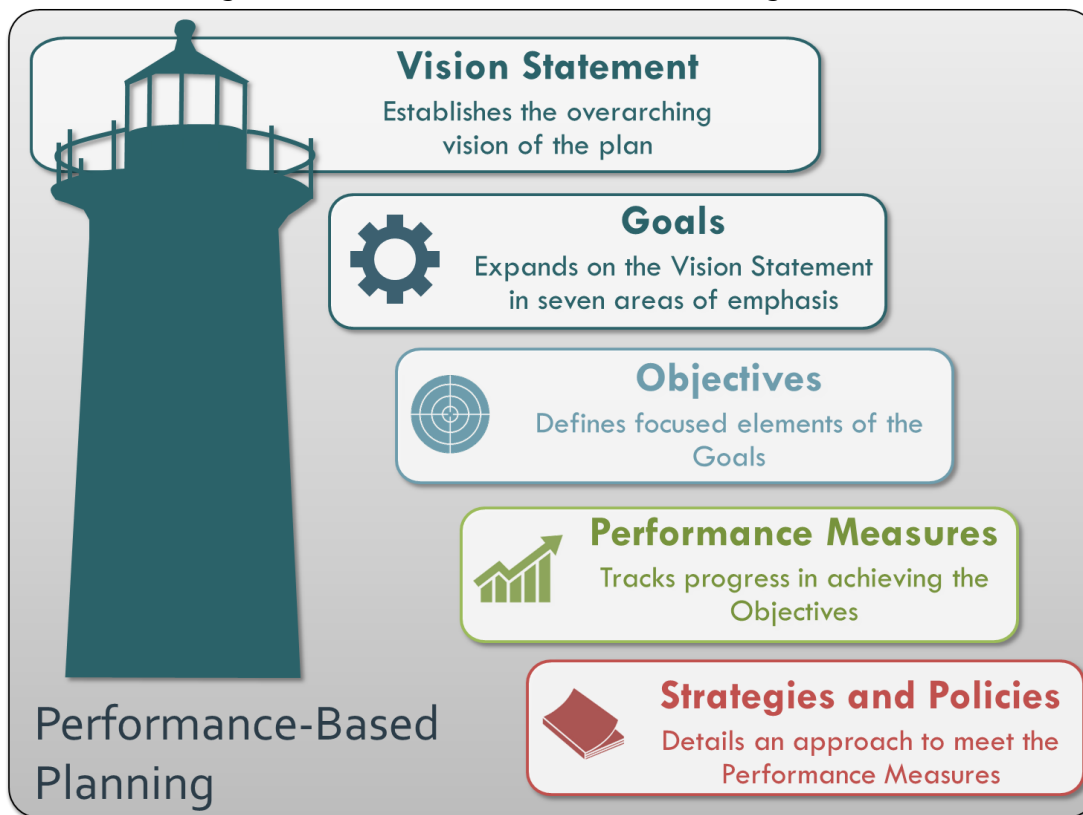 Vision Statement
Establishes the overarching
vision of the plan
Goals
Expands on the Vision Statement
in seven areas of emphasis
Objectives
Defines focused elements of the
Goals
Performance Measures
Tracks progress in achieving the
Objectives
Strategies and Policies
Details an approach to meet the
Performance Measures
Performance-Based
Planning